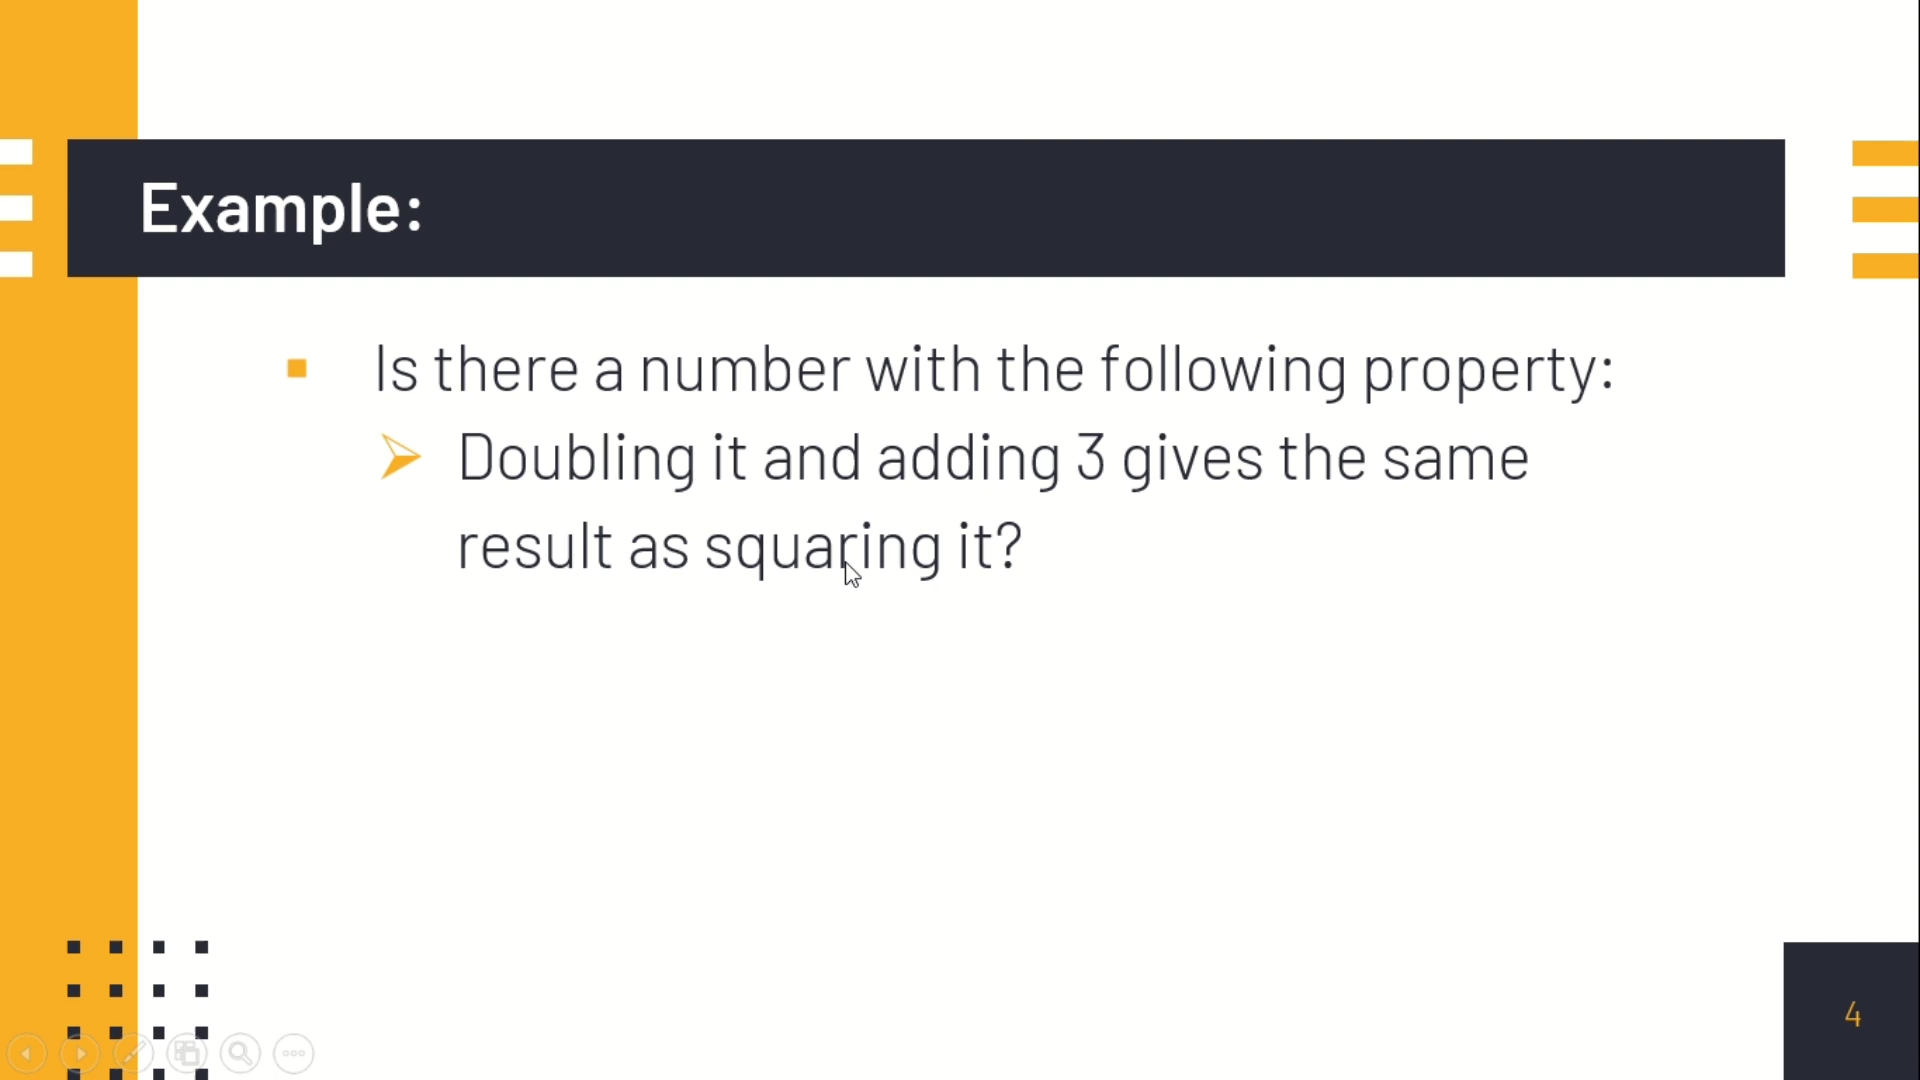 Example:
Is there a number with the following property:
Doubling it and adding 3 gives the same
result as squaring it?
4